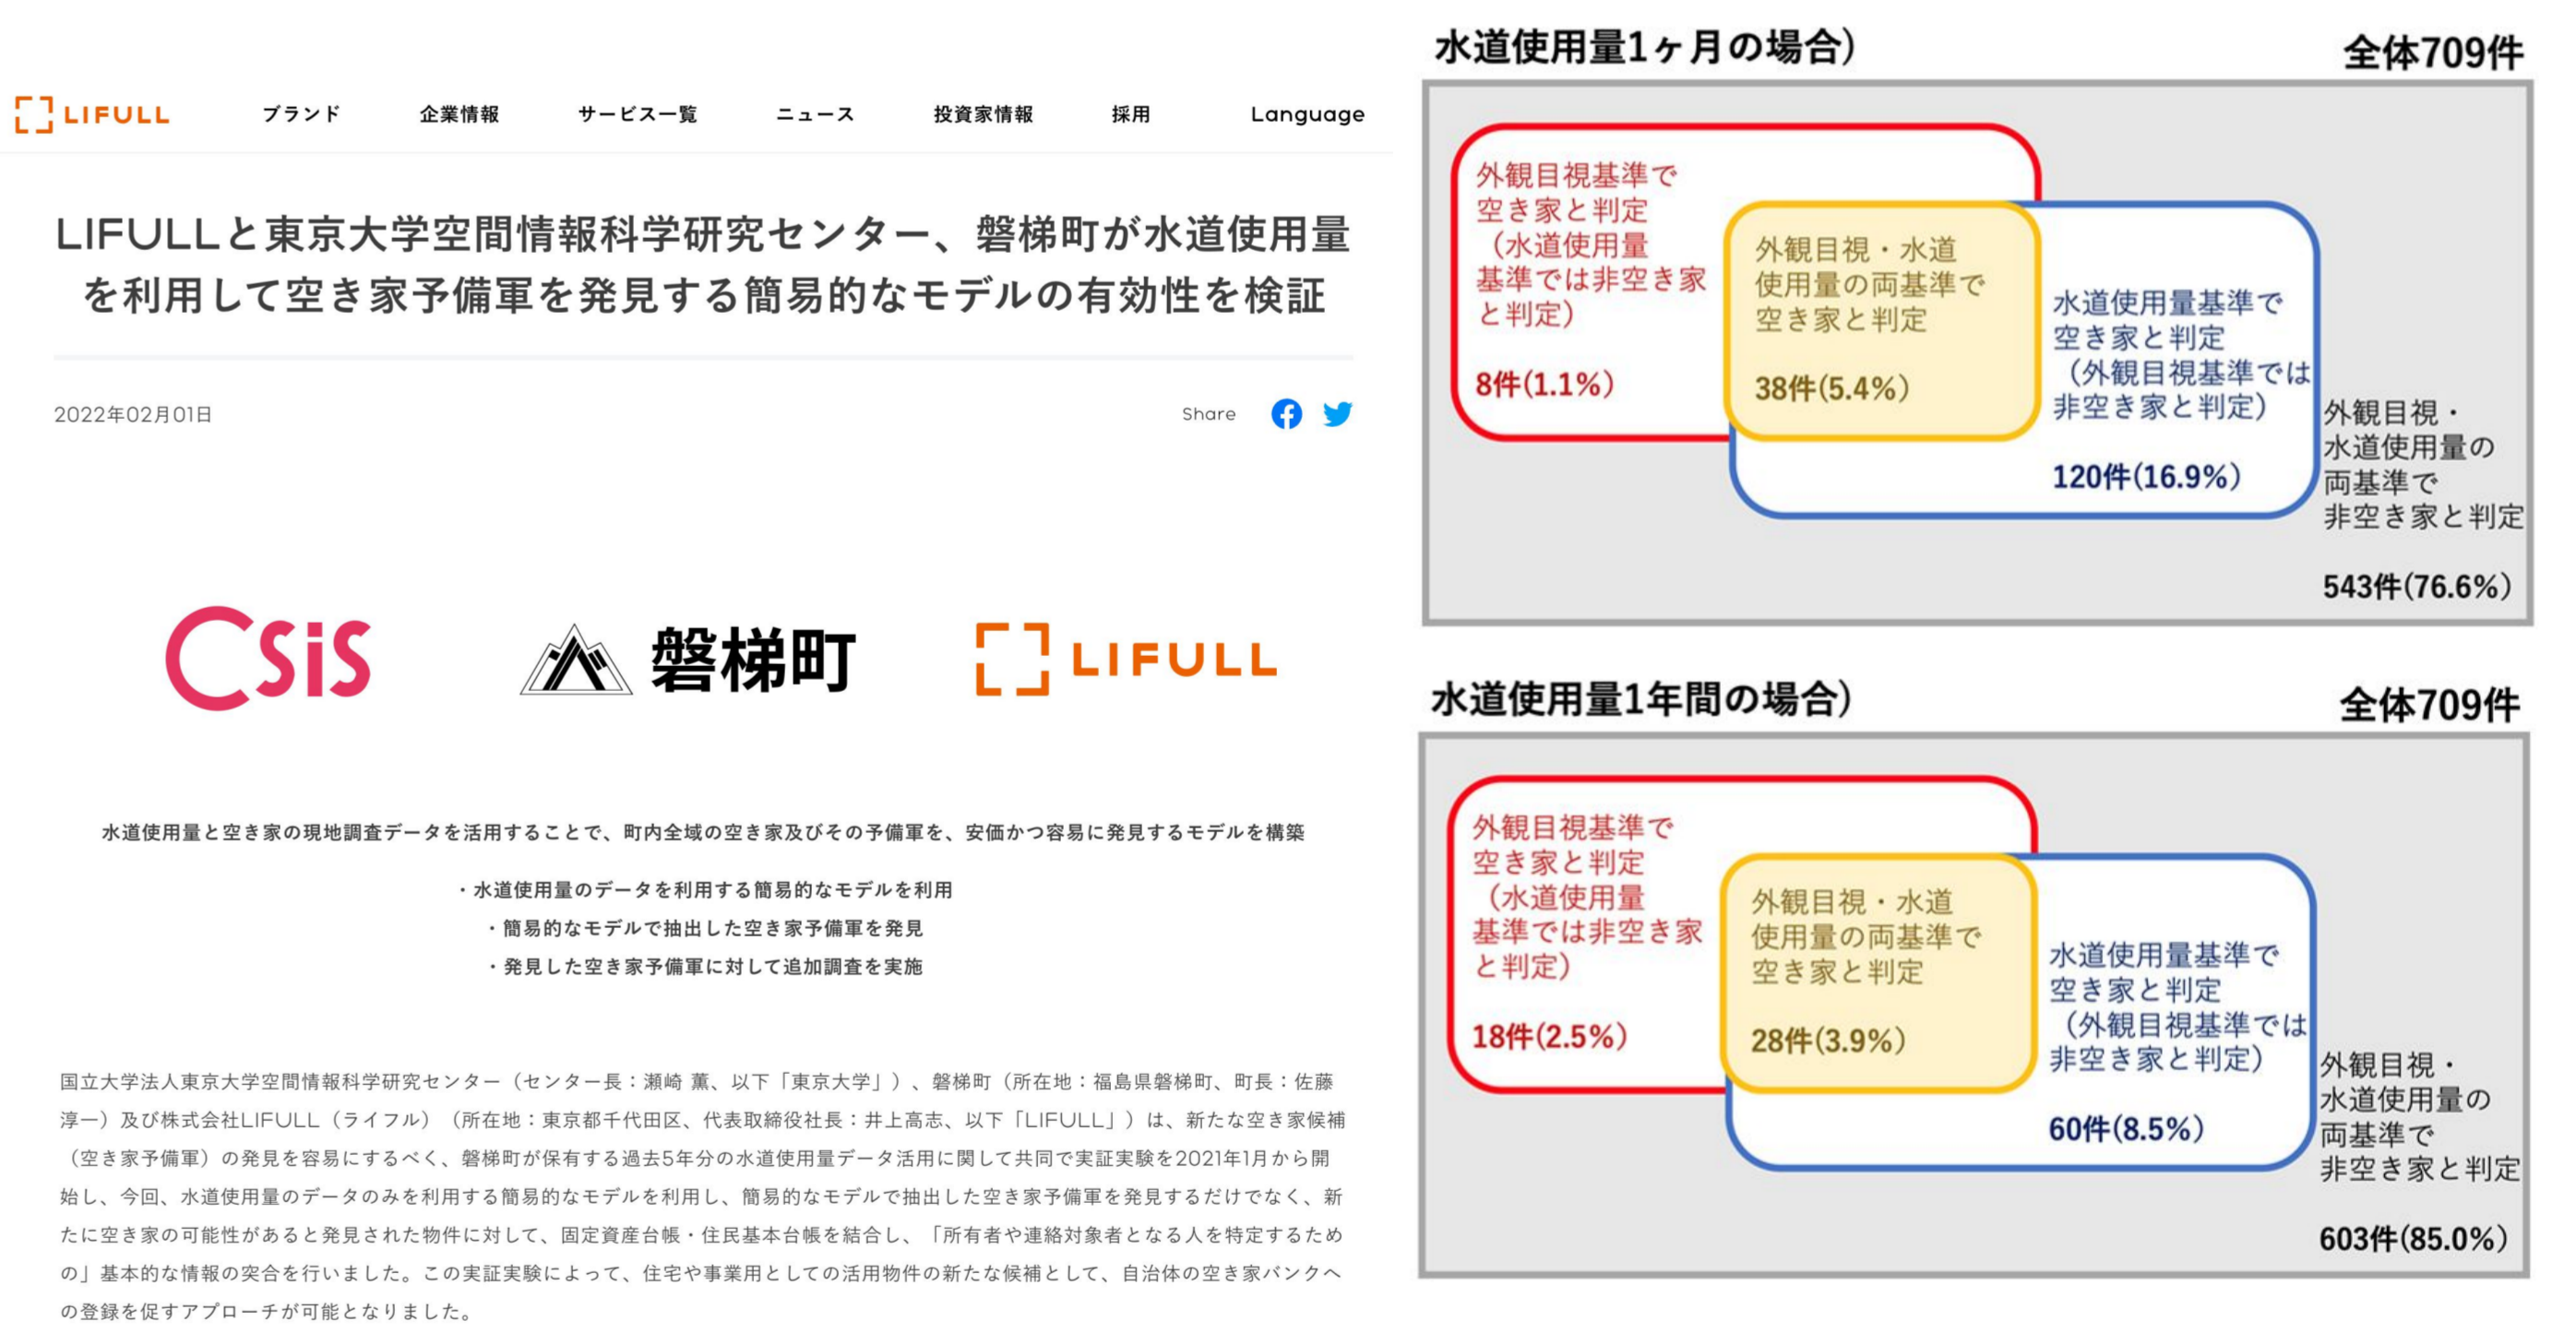 LIFULL ブランド 企業情報 サービス一覧 ニュース 投資家情報 採用 Language
LIFULLと東京大学空間情報科学研究センター、磐梯町が水道使用量
を利用して空き家予備軍を発見する簡易的なモデルの有効性を検証
2022年02月01日
Share
CSiS
磐梯町
LIFULL
水道使用量と空き家の現地調査データを活用することで、町内全域の空き家及びその予備軍を、安価かつ容易に発見するモデルを構築
・水道使用量のデータを利用する簡易的なモデルを利用
・簡易的なモデルで抽出した空き家予備軍を発見
・発見した空き家予備軍に対して追加調査を実施
国立大学法人東京大学空間情報科学研究センター（センター長：瀬崎 薫、以下「東京大学」）、磐梯町（所在地：福島県磐梯町、町長：佐藤
淳一）及び株式会社LIFULL（ライフル）（所在地：東京都千代田区、代表取締役社長：井上高志、以下「LIFULL」）は、新たな空き家候補
（空き家予備軍）の発見を容易にするべく、磐梯町が保有する過去5年分の水道使用量データ活用に関して共同で実証実験を2021年1月から開
始し、今回、水道使用量のデータのみを利用する簡易的なモデルを利用し、簡易的なモデルで抽出した空き家予備軍を発見するだけでなく、新
たに空き家の可能性があると発見された物件に対して、固定資産台帳・住民基本台帳を結合し、「所有者や連絡対象者となる人を特定するため
の」基本的な情報の突合を行いました。この実証実験によって、住宅や事業用としての活用物件の新たな候補として、自治体の空き家バンクへ
の登録を促すアプローチが可能となりました。
水道使用量1ヶ月の場合）
全体709件
外観目視基準で
空き家と判定
（水道使用量
基準では非空き家
と判定）
8件(1.1%)
外観目視・水道
使用量の両基準で
空き家と判定
38件(5.4%)
水道使用量基準で
空き家と判定
（外観目視基準では
非空き家と判定）
120件(16.9%)
外観目視・
水道使用量の
両基準で
非空き家と判定
543件(76.6%)
水道使用量1年間の場合）
全体709件
外観目視基準で
空き家と判定
（水道使用量
基準では非空き家
と判定）
18件(2.5%)
外観目視・水道
使用量の両基準で
空き家と判定
28件(3.9%)
水道使用量基準で
空き家と判定
（外観目視基準では
非空き家と判定）
60件(8.5%)
外観目視・
水道使用量の
両基準で
非空き家と判定
603件(85.0%)